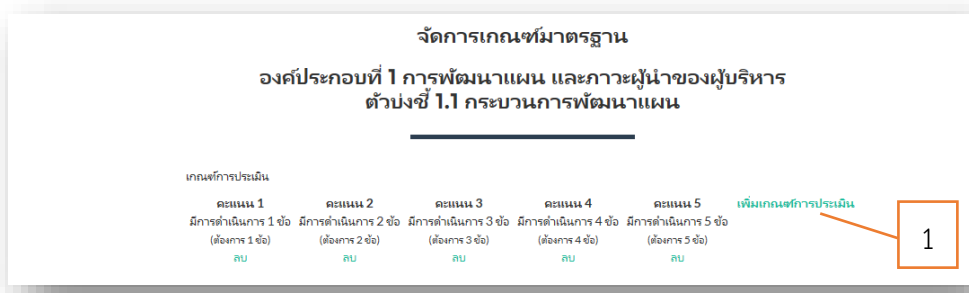 จัดการเกณฑ์มาตรฐาน
องค์ประกอบที่ 1 การพัฒนาแผน และภาวะผู้นำของผู้บริหาร
ตัวบ่งชี้ 1.1 กระบวนการพัฒนาแผน
เกณฑ์การประเมิน
คะแนน 1 คะแนน 2 คะแนน 3 คะแนน 4 คะแนน 5 เพิ่มเกณฑ์การประเมิน
มีการดำเนินการ 1 ข้อ มีการดำเนินการ 2 ข้อ มีการดำเนินการ 3 ข้อ มีการดำเนินการ 4 ข้อ มีการดำเนินการ 5 ข้อ
(ต้องการ 1 ข้อ) (ต้องการ 2 ข้อ) (ต้องการ 3 ข้อ) (ต้องการ 4 ข้อ) (ต้องการ 5 ข้อ)
ลบ ลบ ลบ ลบ ลบ
1